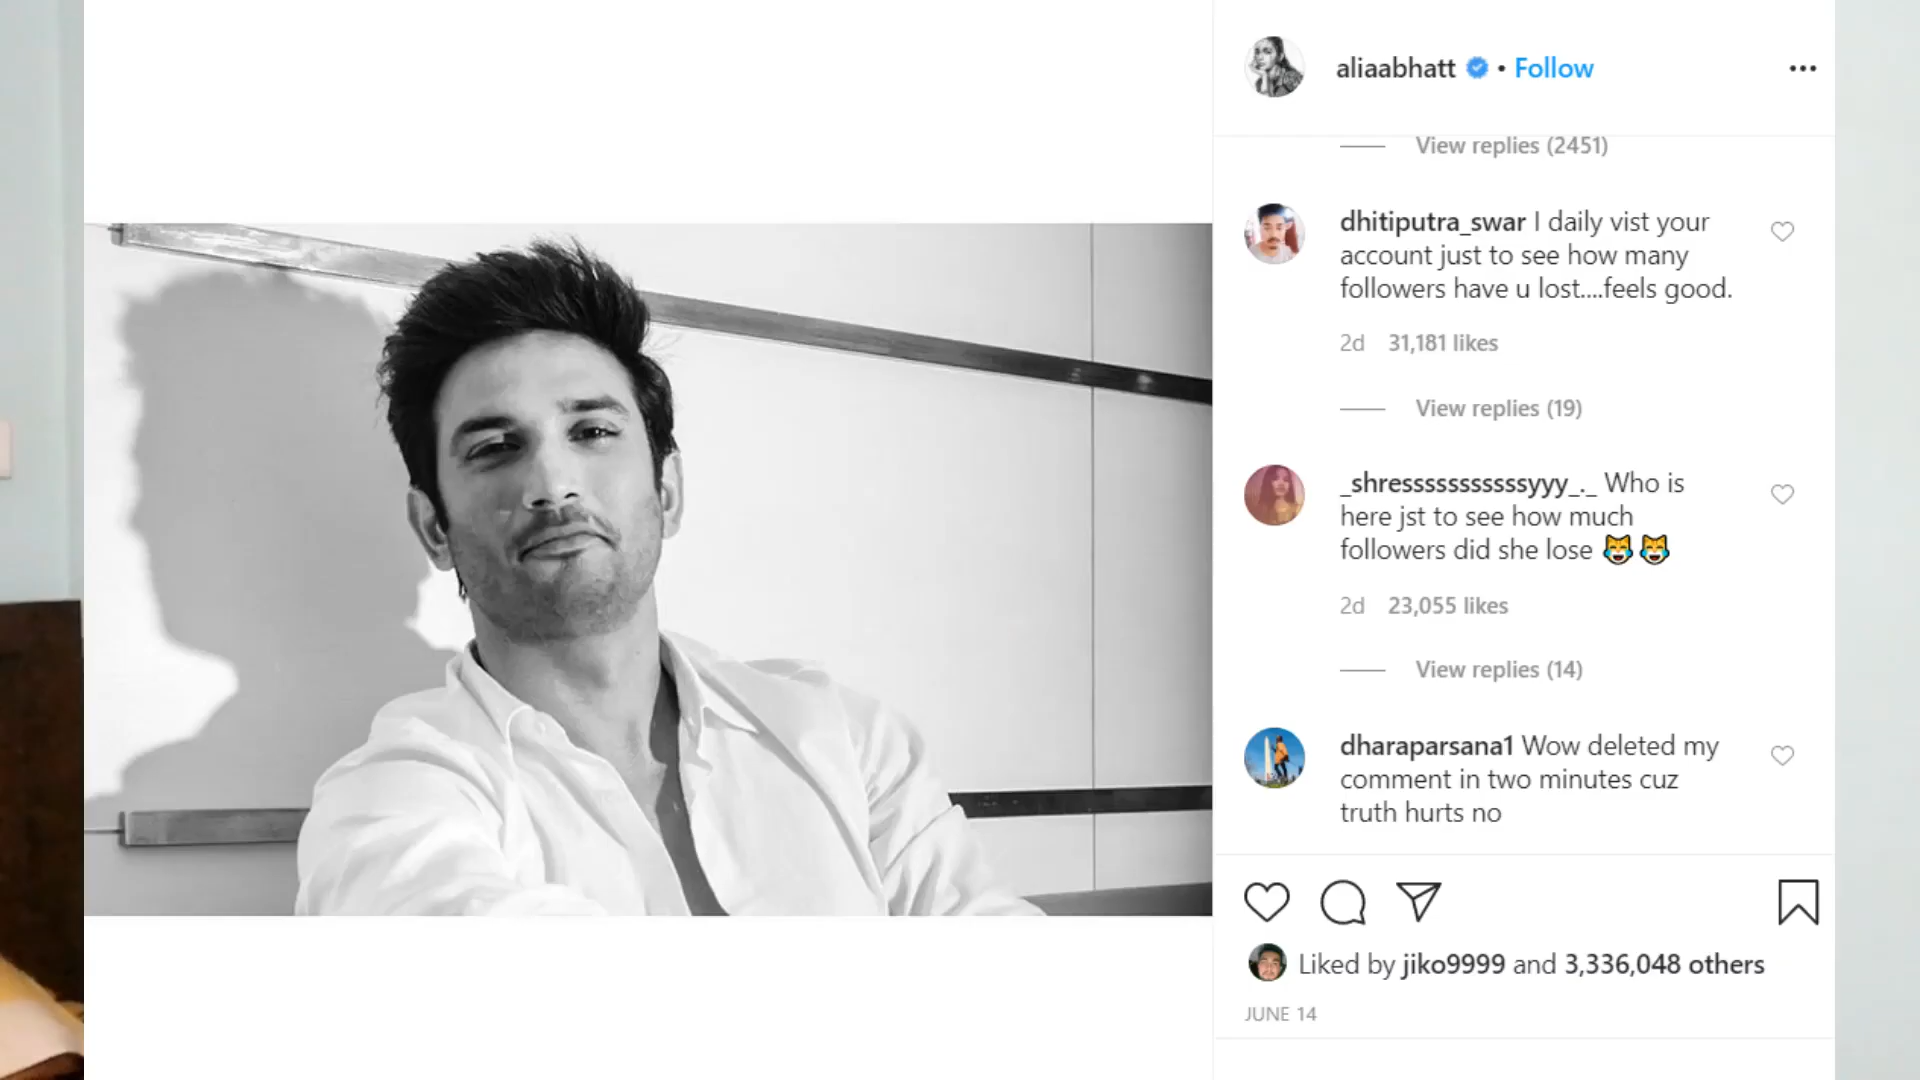 aliaabhatt • Follow
View replies (2451)
dhitiputra_swar I daily vist your
account just to see how many
followers have u lost....feels good.
2d 31,181 likes
View replies (19)
_shresssssssssssyyy_._ Who is
here jst to see how much
followers did she lose 😹😹
2d 23,055 likes
View replies (14)
dharaparsana1 Wow deleted my
comment in two minutes cuz
truth hurts no
Liked by jiko9999 and 3,336,048 others
JUNE 14